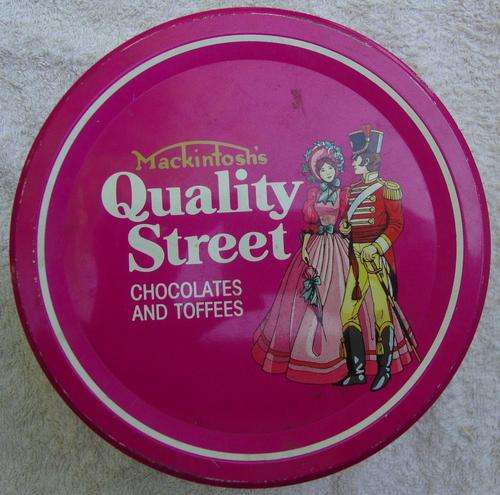 Mackintosh's
Quality
Street
CHOCOLATES
AND TOFFEES